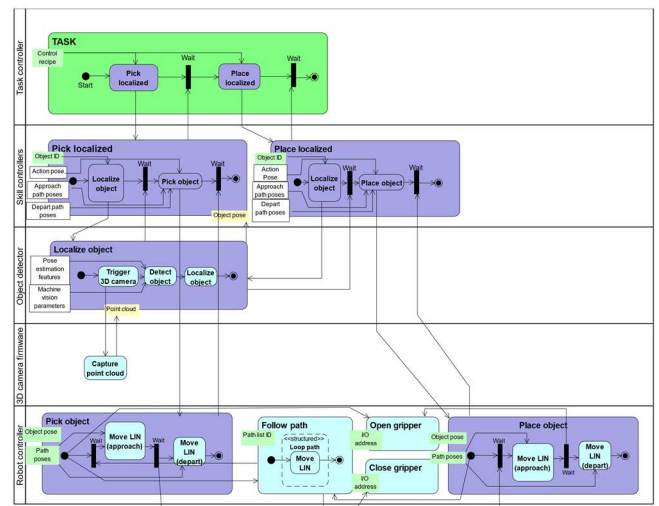 Task controller
TASK
Control
recipe
Start
Pick
localized
Wait
Place
localized
Wait
Skill controllers
Pick localized
Object ID
Action pose
Approach
path poses
Depart path
poses
Localize
object
Wait
Pick object
Wait
Object pose
Place localized
Object ID
Action
Pose
Approach
path poses
Depart
path poses
Localize
object
Wait
Place object
Wait
Object detector
Localize object
Pose
estimation
features
Machine
vision
parameters
Trigger
3D camera
Detect
object
Localize
object
Point cloud
3D camera firmware
Capture
point cloud
Robot controller
Pick object
Object pose
Path
poses
Wait
Move LIN
(approach)
Wait
Move
LIN
(depart)
Follow path
Path list ID
<<structured>>
Loop path
Move
LIN
Open gripper
I/O
address
Close gripper
I/O
address
Place object
Object pose
Path poses
Wait
Move LIN
(approach)
Wait
Move
LIN
(depart)